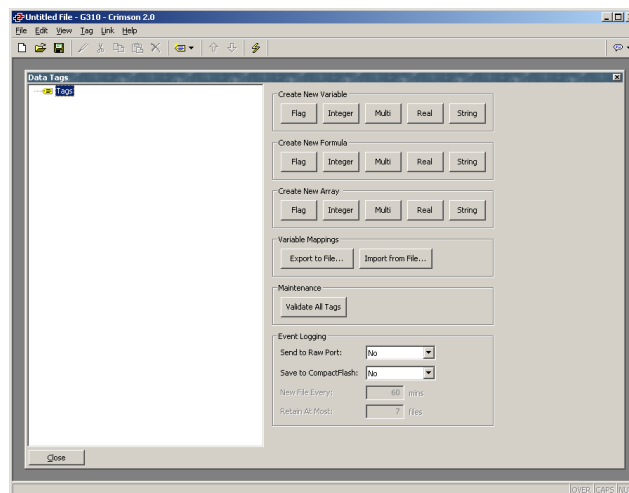 Untitled File - G310 - Crimson 2.0
File Edit View Tag Link Help
Data Tags
Tags
Create New Variable
Flag Integer Multi Real String
Create New Formula
Flag Integer Multi Real String
Create New Array
Flag Integer Multi Real String
Variable Mappings
Export to File... Import from File...
Maintenance
Validate All Tags
Event Logging
Send to Raw Port: No
Save to CompactFlash: No
New File Every: 60 mins
Retain At Most: 7 files
Close
OVER CAPS NU